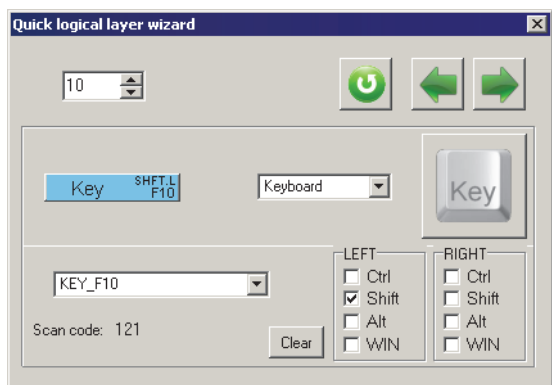 Quick logical layer wizard
10
Key SHFT.L
F10
Keyboard
Key
KEY_F10
Scan code: 121
Clear
LEFT
Ctrl
Shift
Alt
WIN
RIGHT
Ctrl
Shift
Alt
WIN